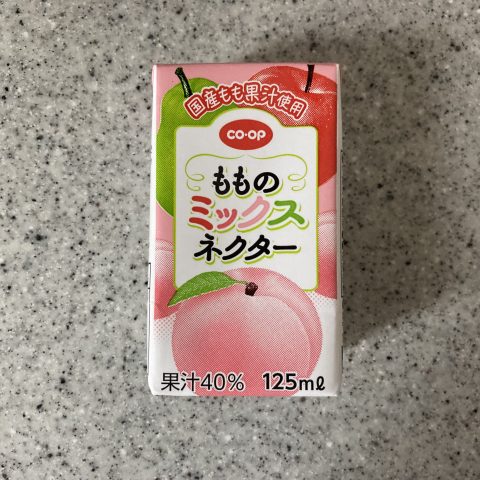 国産もも果汁使用
CO·OP
ももの
ミックス
ネクター
果汁40% 125ml